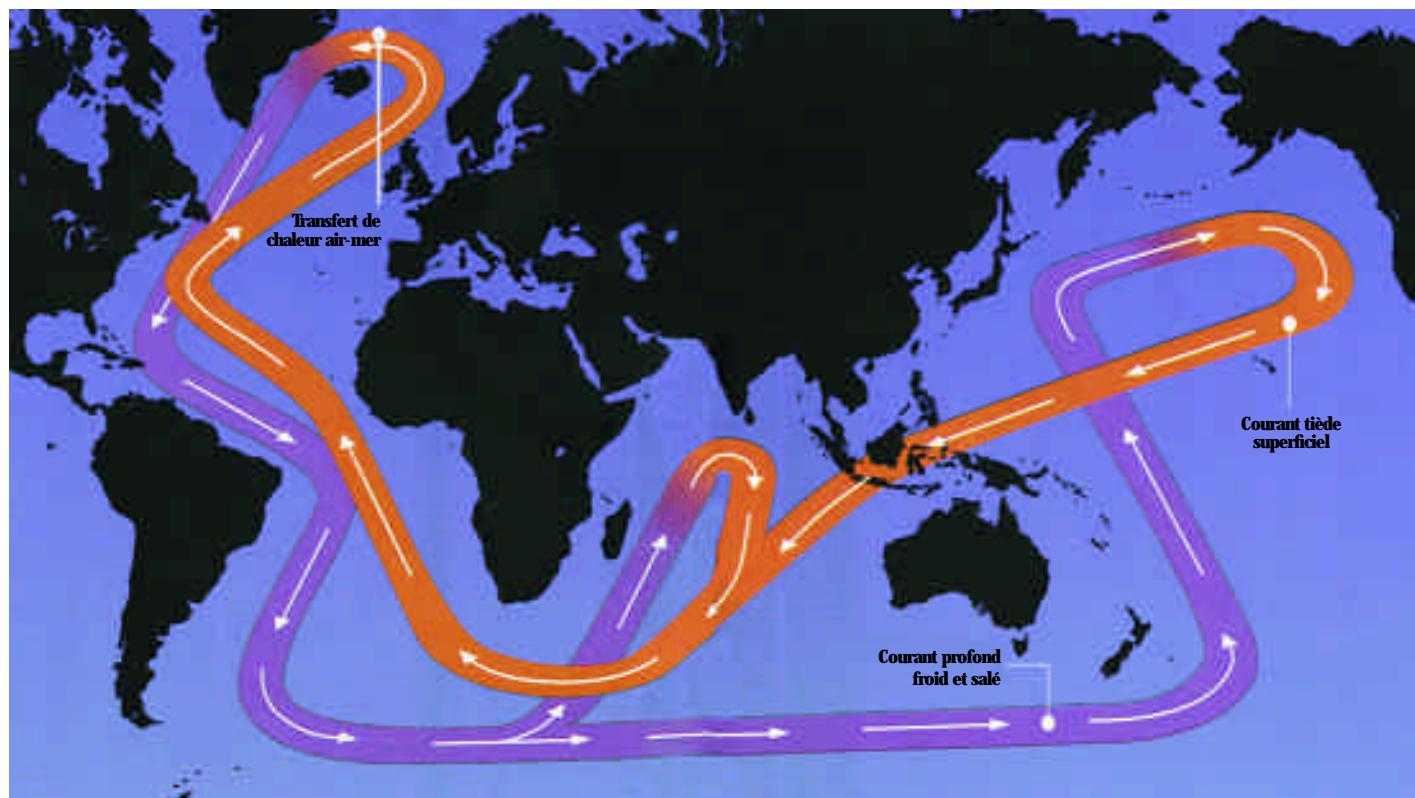 Transfert de
chaleur air-mer
Courant tiède
superficiel
Courant profond
froid et salé